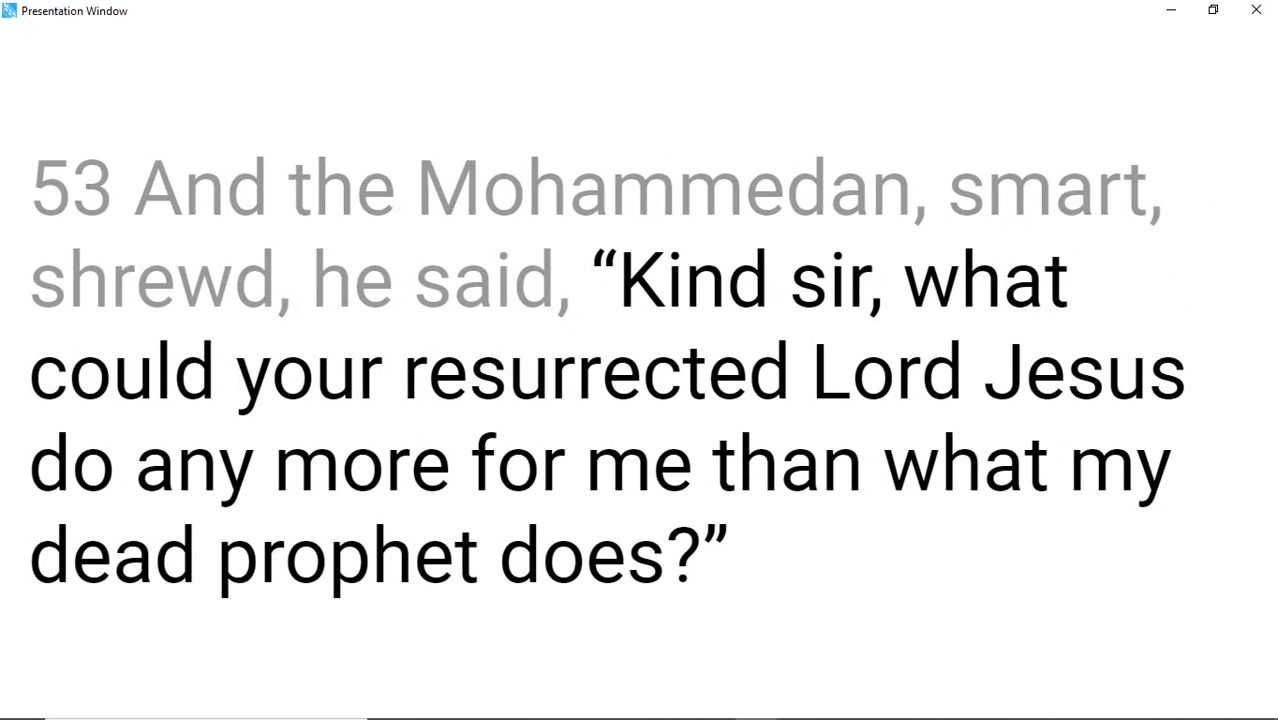 Presentation Window
53 And the Mohammedan, smart,
shrewd, he said, “Kind sir, what
could your resurrected Lord Jesus
do any more for me than what my
dead prophet does?”